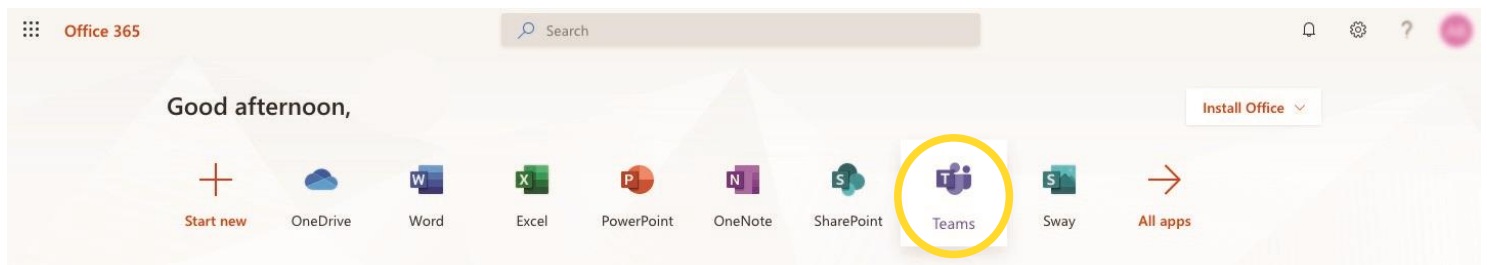 Office 365
Search
?
Good afternoon,
Install Office
W
X
P
N
S
T
S
Start new
OneDrive
Word
Excel
PowerPoint
OneNote
SharePoint
Teams
Sway
All apps